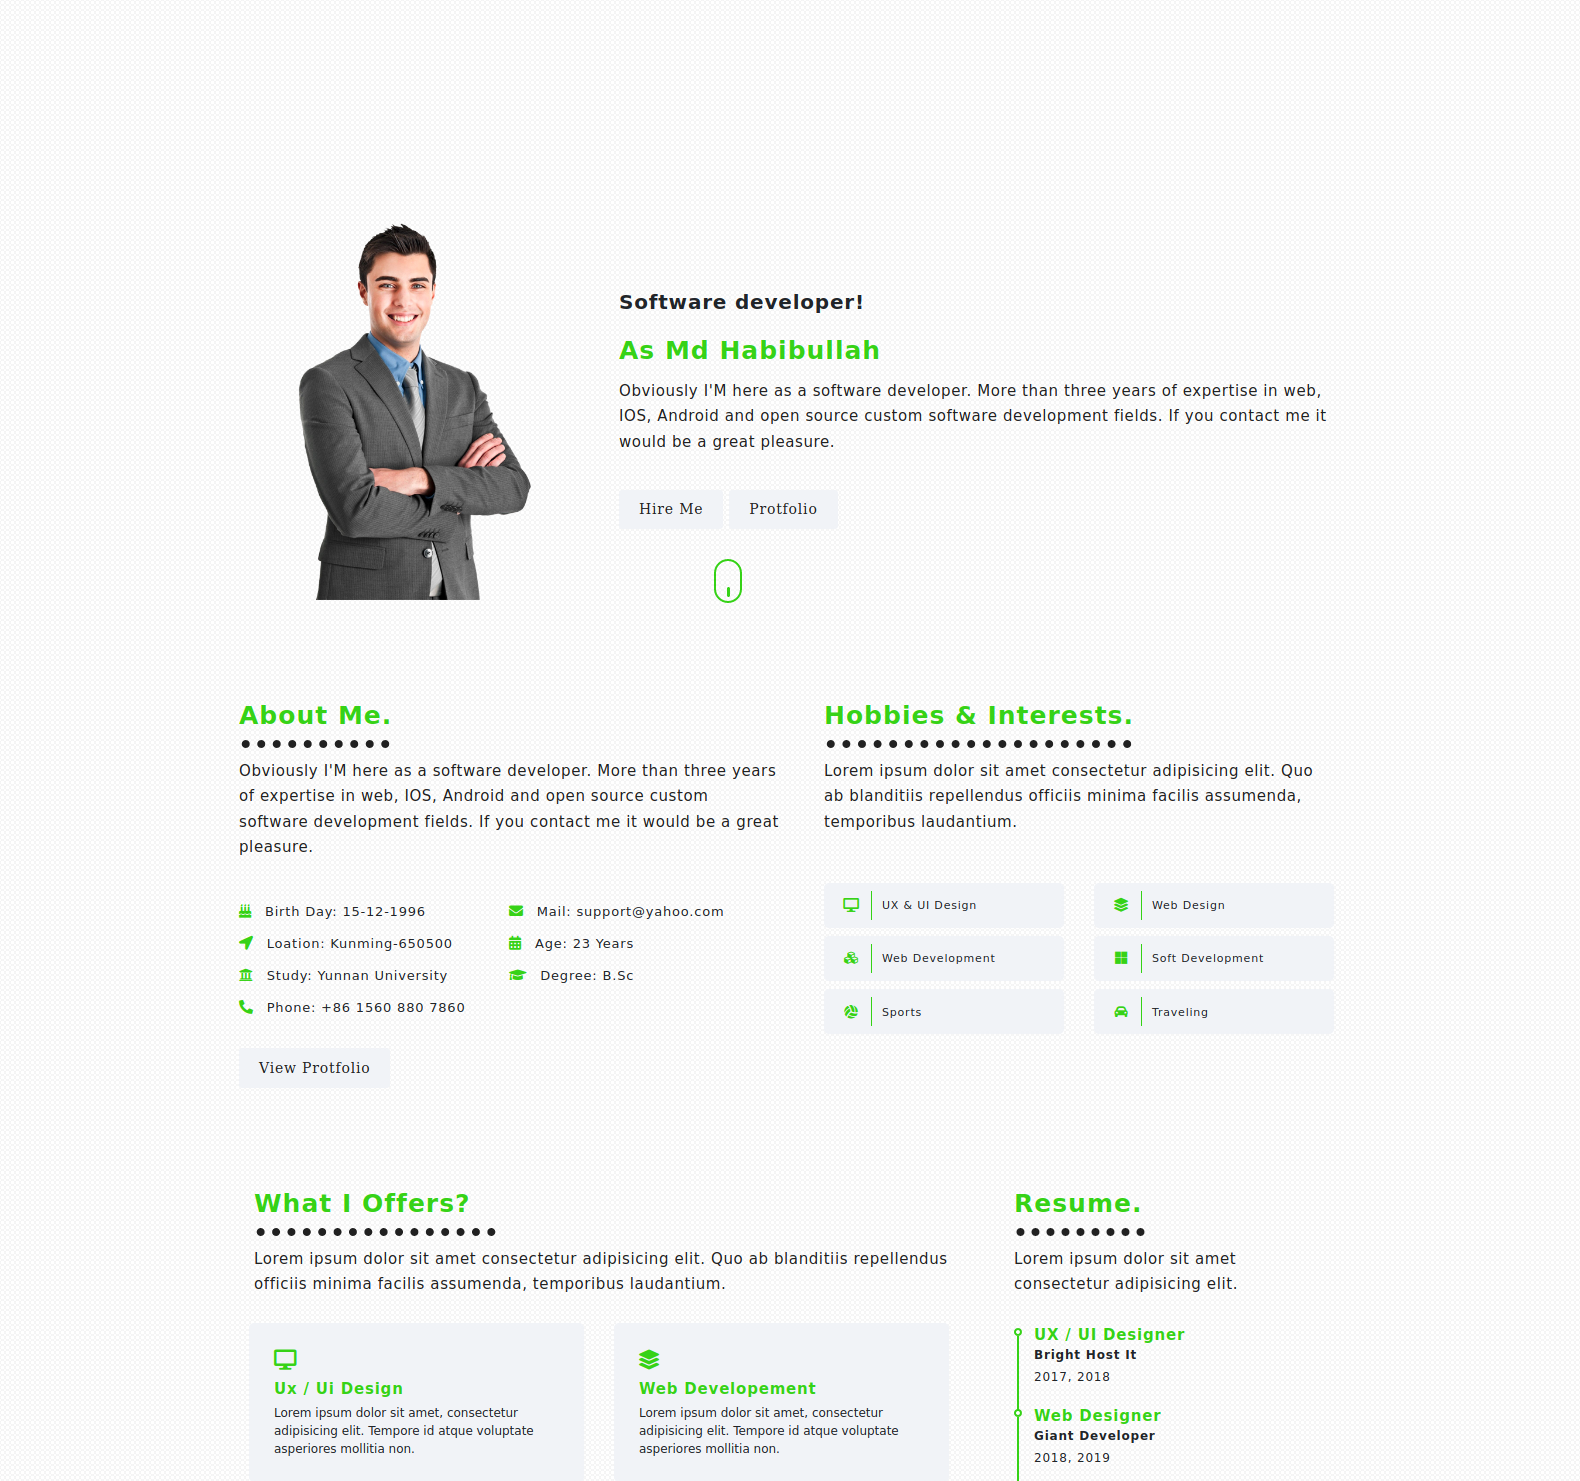 Software developer!
As Md Habibullah
Obviously I'M here as a software developer. More than three years of expertise in web,
IOS, Android and open source custom software development fields. If you contact me it
would be a great pleasure.
Hire Me
Protfolio
About Me.
Obviously I'M here as a software developer. More than three years
of expertise in web, IOS, Android and open source custom
software development fields. If you contact me it would be a great
pleasure.
Birth Day: 15-12-1996
Mail: support@yahoo.com
Loation: Kunming-650500
Age: 23 Years
Study: Yunnan University
Degree: B.Sc
Phone: +86 1560 880 7860
View Protfolio
Hobbies & Interests.
Lorem ipsum dolor sit amet consectetur adipisicing elit. Quo
ab blanditiis repellendus officiis minima facilis assumenda,
temporibus laudantium.
UX & UI Design
Web Design
Web Development
Soft Development
Sports
Traveling
What I Offers?
Lorem ipsum dolor sit amet consectetur adipisicing elit. Quo ab blanditiis repellendus
officiis minima facilis assumenda, temporibus laudantium.
Ux / Ui Design
Lorem ipsum dolor sit amet, consectetur
adipisicing elit. Tempore id atque voluptate
asperiores mollitia non.
Web Developement
Lorem ipsum dolor sit amet, consectetur
adipisicing elit. Tempore id atque voluptate
asperiores mollitia non.
Resume.
Lorem ipsum dolor sit amet
consectetur adipisicing elit.
UX / UI Designer
Bright Host It
2017, 2018
Web Designer
Giant Developer
2018, 2019